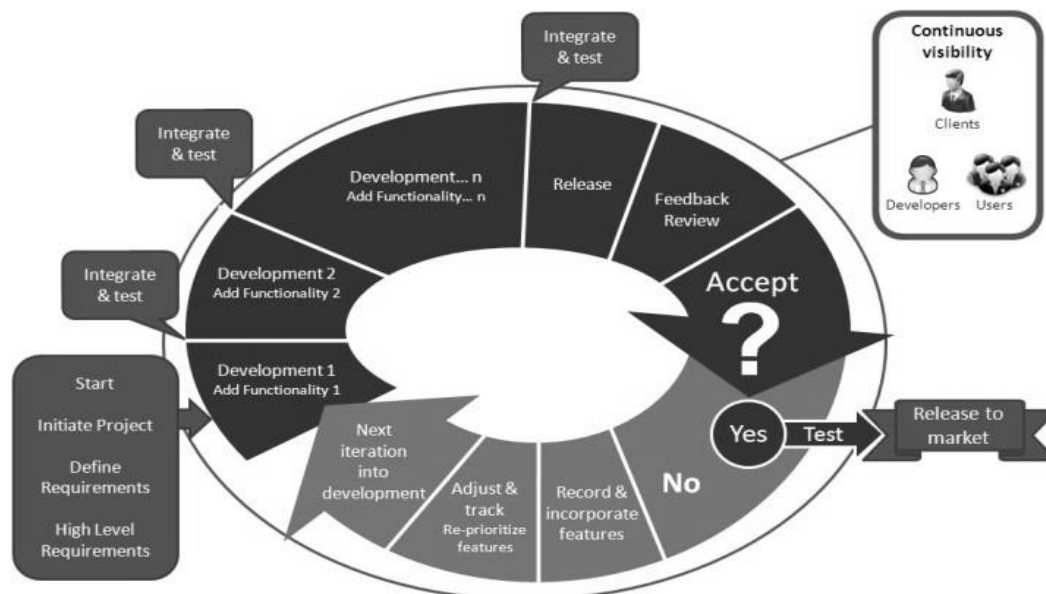 Start
Initiate Project
Define
Requirements
High Level
Requirements
Development 1
Add Functionality 1
Integrate
& test
Development 2
Add Functionality 2
Integrate
& test
Development... n
Add Functionality... n
Integrate
& test
Release
Feedback
Review
Accept
?
Yes
Test
Release to
market
No
Record &
incorporate
features
Adjust &
track
Re-prioritize
features
Next
iteration
into
development
Continuous
visibility
Clients
Developers
Users